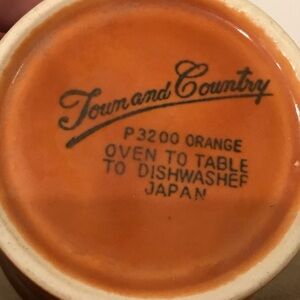 Town and Country
P3200 ORANGE
OVEN TO TABLE
TO DISHWASHER
JAPAN